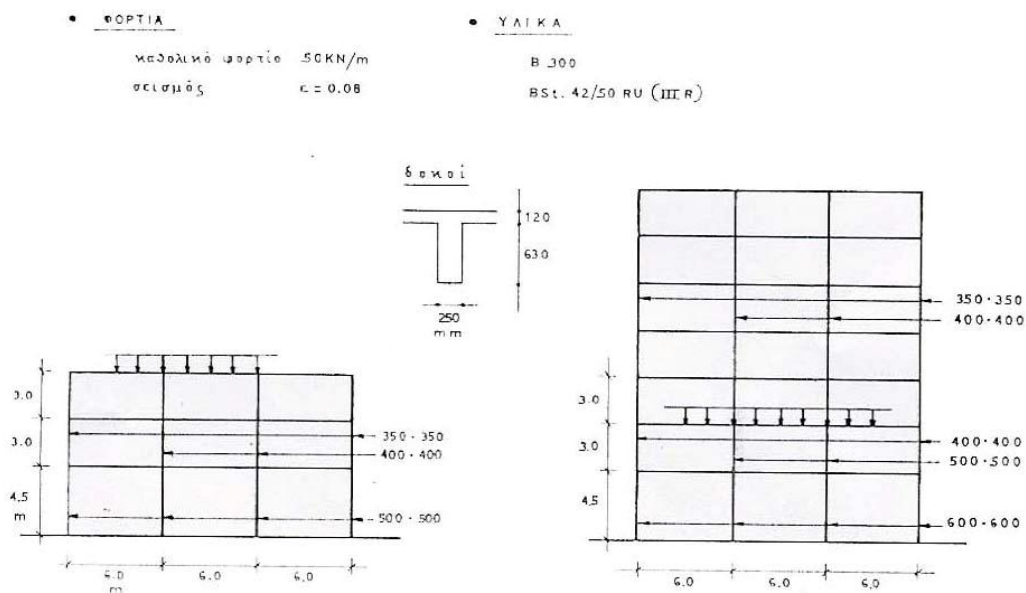 • ΦΟΡΤΙΑ
καθολικό φορτίο 50KN/m
σεισμός ε = 0.08
• ΥΛΙΚΑ
B 300
BSt. 42/50 RU (III R)
δοκοί
120
630
250
mm
3.0
3.0
4.5
m
350·350
400·400
500·500
6.0
m
6.0
6.0
350·350
400·400
3.0
3.0
4.5
400·400
500·500
600·600
6.0
6.0
6.0